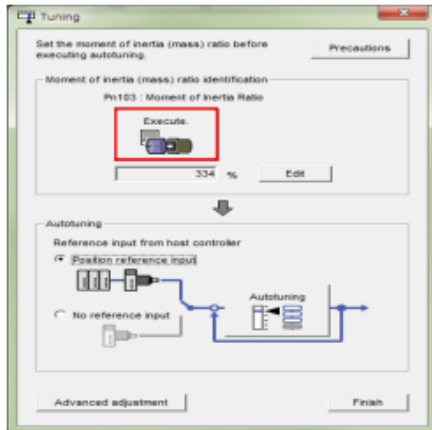 Tuning
Set the moment of inertia (mass) ratio before
executing autotuning.
Precautions
Moment of inertia (mass) ratio identification
Pn103 : Moment of Inertia Ratio
Execute.
334 %
Edit
Autotuning
Reference input from host controller
Position reference input
Autotuning
No reference input
Advanced adjustment
Finish